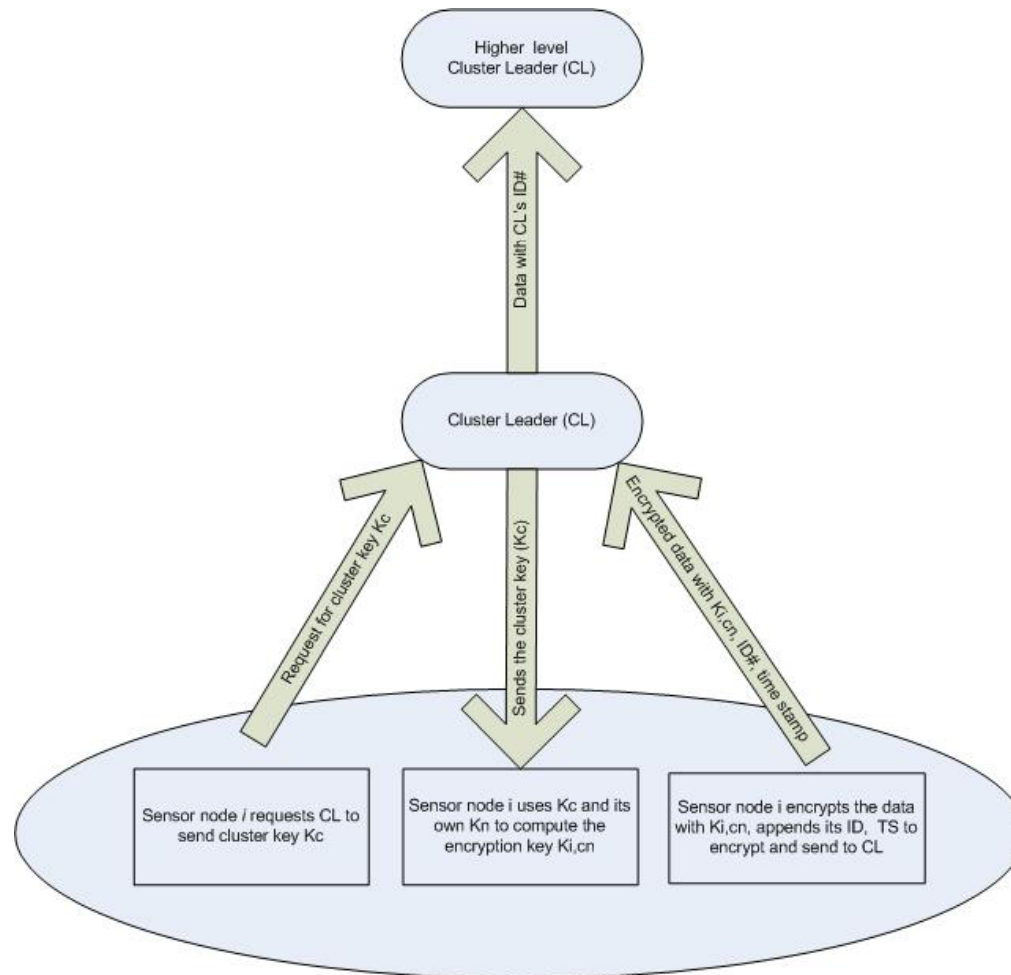 Higher level
Cluster Leader (CL)
Data with CL's ID#
Cluster Leader (CL)
Request for cluster key Kc
Sends the cluster key (Kc)
Encrypted data with Ki,cn, ID#, time stamp
Sensor node i requests CL to
send cluster key Kc
Sensor node i uses Kc and its
own Kn to compute the
encryption key Ki,cn
Sensor node i encrypts the data
with Ki,cn, appends its ID, TS to
encrypt and send to CL